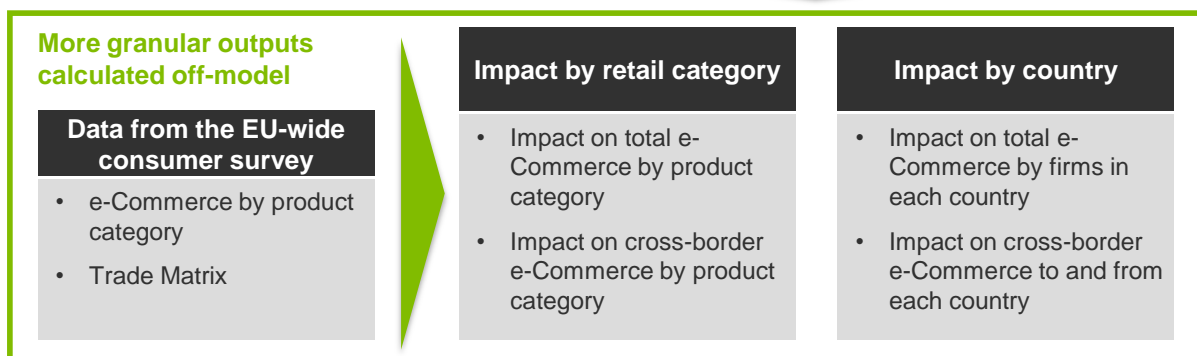 More granular outputs
calculated off-model
Data from the EU-wide
consumer survey
• e-Commerce by product
category
• Trade Matrix
Impact by retail category
• Impact on total e-
Commerce by product
category
• Impact on cross-border
e-Commerce by product
category
Impact by country
• Impact on total e-
Commerce by firms in
each country
• Impact on cross-border
e-Commerce to and from
each country